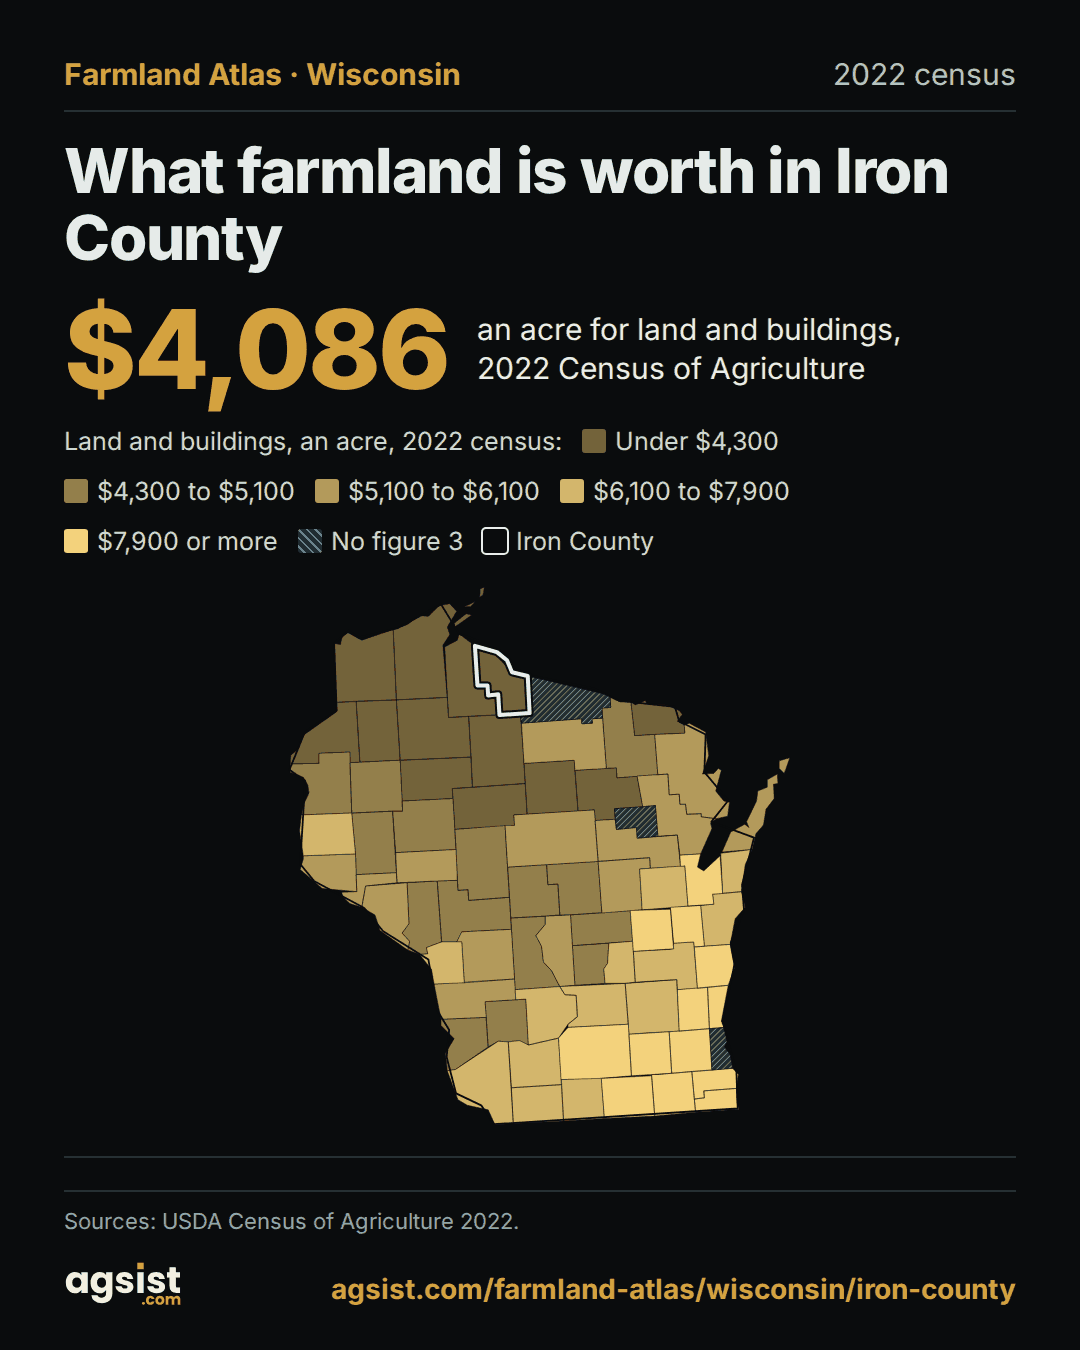 Farmland Atlas · Wisconsin
2022 census
What farmland is worth in Iron
County
$4,086
an acre for land and buildings,
2022 Census of Agriculture
Land and buildings, an acre, 2022 census: Under $4,300
$4,300 to $5,100 $5,100 to $6,100 $6,100 to $7,900
$7,900 or more No figure 3 Iron County
Sources: USDA Census of Agriculture 2022.
agsist
.com
agsist.com/farmland-atlas/wisconsin/iron-county